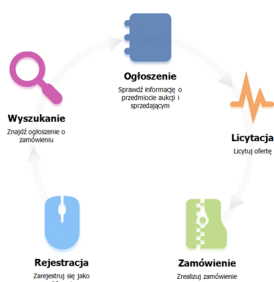 Ogłoszenie
Sprawdź informację o
przedmiocie aukcji i
sprzedającym
Wyszukanie
Znajdź ogłoszenie o
zamówieniu
Licytacja
Licytuj ofertę
Rejestracja
Zarejestruj się jako
Zamówienie
Zrealizuj zamówienie